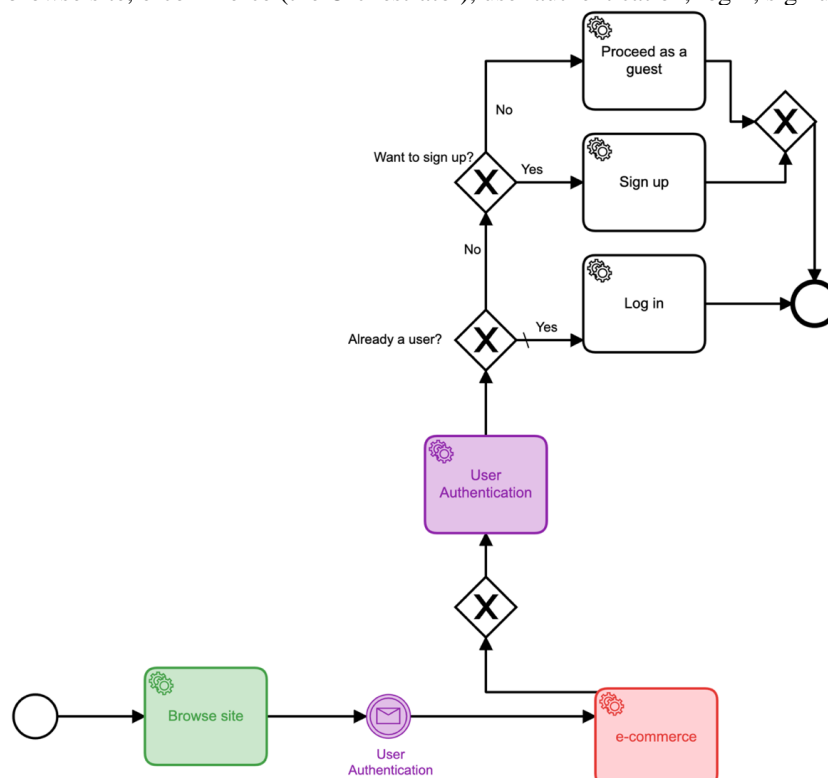 Proceed as a
guest
No
Want to sign up?
Yes
Sign up
No
Log in
Already a user?
Yes
User
Authentication
Browse site
e-commerce
User
Authentication